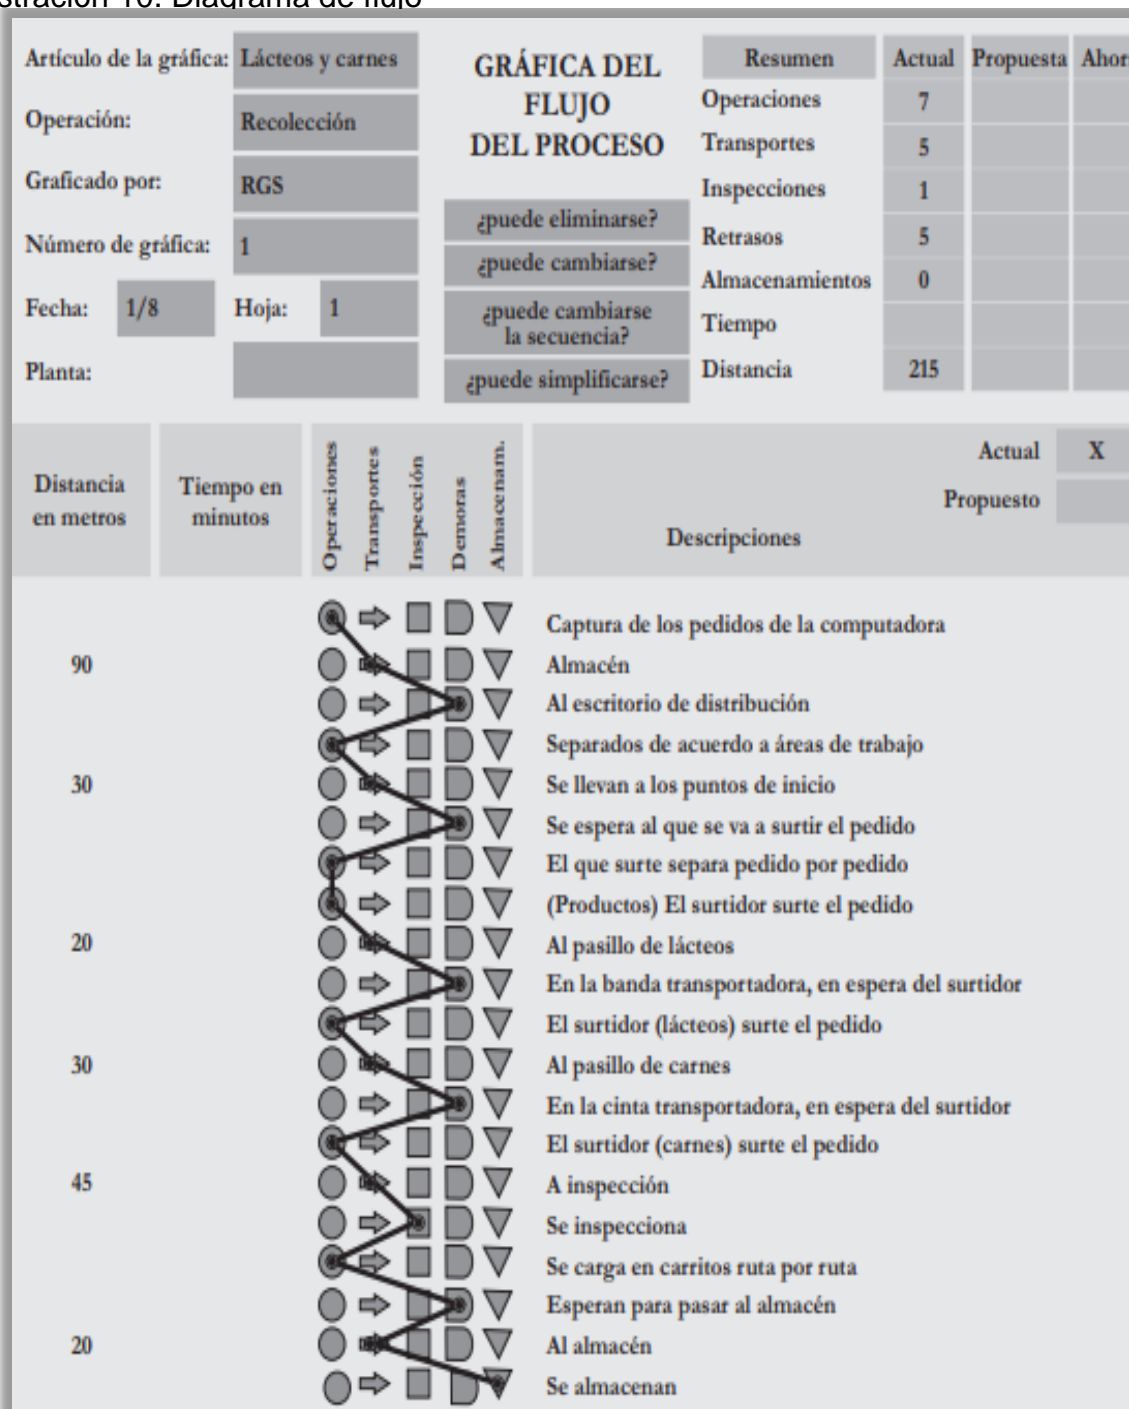 stración 10. Diagrama de flujo
Artículo de la gráfica: Lácteos y carnes
Operación: Recolección
Graficado por: RGS
Número de gráfica: 1
Fecha: 1/8 Hoja: 1
Planta:
GRÁFICA DEL
FLUJO
DEL PROCESO
¿puede eliminarse?
¿puede cambiarse?
¿puede cambiarse
la secuencia?
¿puede simplificarse?
Resumen Actual Propuesta Ahor
Operaciones 7
Transportes 5
Inspecciones 1
Retrasos 5
Almacenamientos 0
Tiempo
Distancia 215
Distancia
en metros
Tiempo en
minutos
Operaciones
Transportes
Inspección
Demoras
Almacenam.
Actual X
Propuesto
Descripciones
Captura de los pedidos de la computadora
90 Almacén
Al escritorio de distribución
Separados de acuerdo a áreas de trabajo
30 Se llevan a los puntos de inicio
Se espera al que se va a surtir el pedido
El que surte separa pedido por pedido
(Productos) El surtidor surte el pedido
20 Al pasillo de lácteos
En la banda transportadora, en espera del surtidor
El surtidor (lácteos) surte el pedido
30 Al pasillo de carnes
En la cinta transportadora, en espera del surtidor
El surtidor (carnes) surte el pedido
45 A inspección
Se inspecciona
Se carga en carritos ruta por ruta
Esperan para pasar al almacén
20 Al almacén
Se almacenan